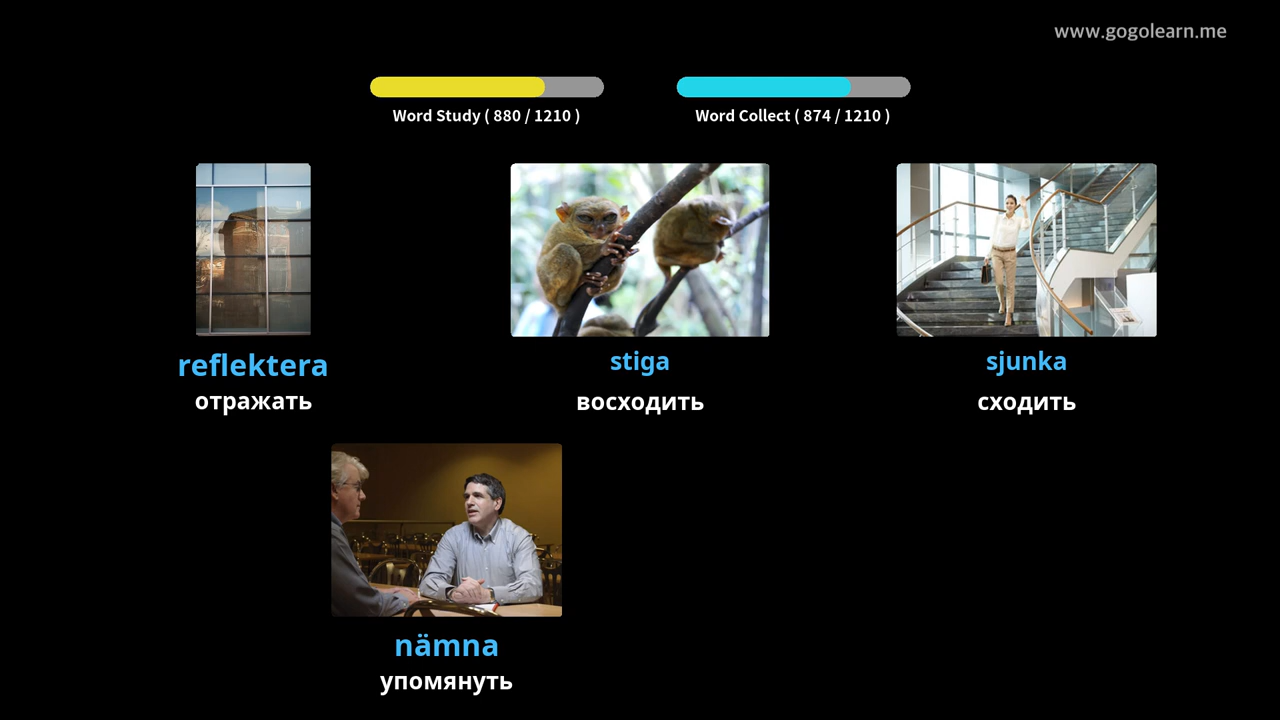 www.gogolearn.me
Word Study ( 880 / 1210 )
Word Collect ( 874 / 1210 )
reflektera
отражать
stiga
восходить
sjunka
сходить
nämna
упомянуть